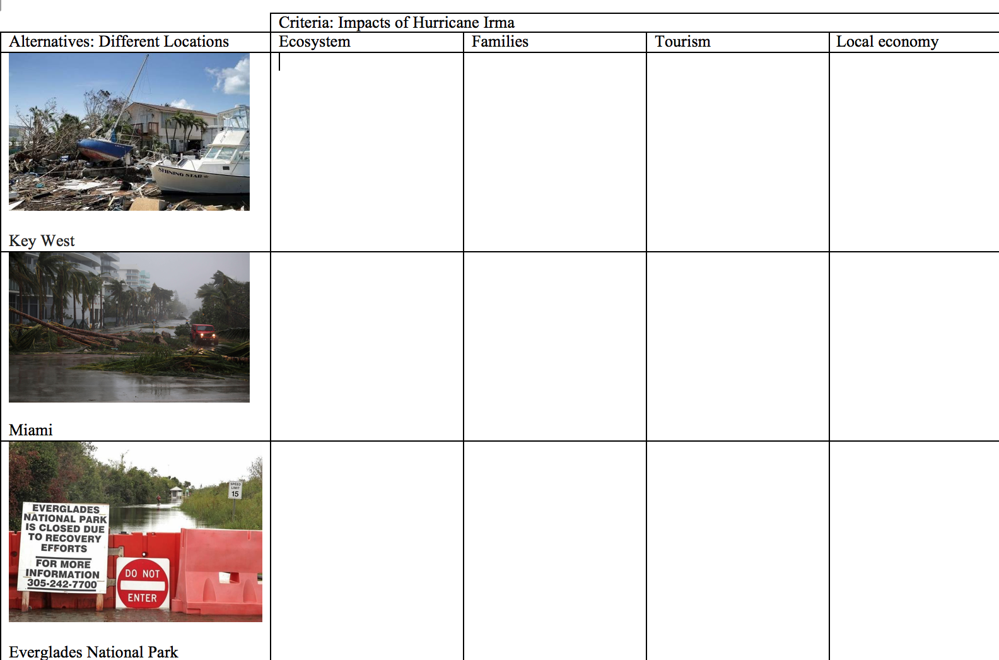 Criteria: Impacts of Hurricane Irma
Alternatives: Different Locations Ecosystem Families Tourism Local economy
SHINING STAR
Key West
Miami
SPEED
LIMIT
15
EVERGLADES
NATIONAL PARK
IS CLOSED DUE
TO RECOVERY
EFFORTS
FOR MORE
INFORMATION
305-242-7700
DO NOT
ENTER
Everglades National Park